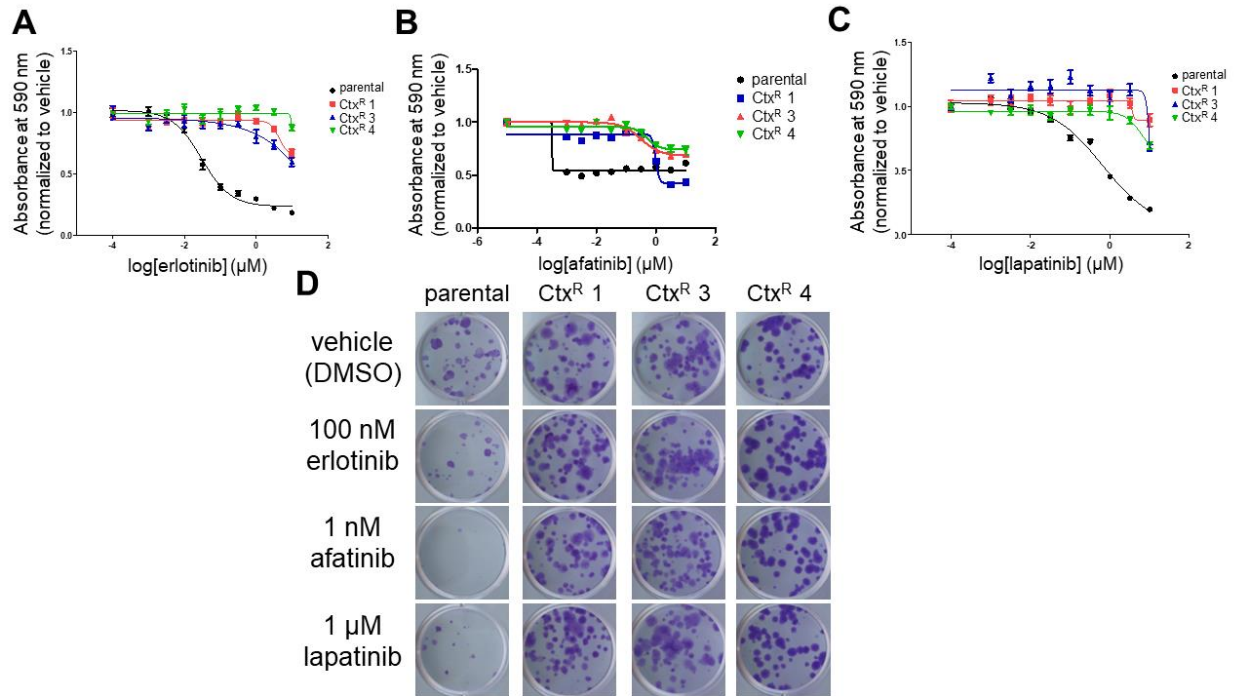 A
Absorbance at 590 nm
(normalized to vehicle)
1.5
1.0
0.5
0.0
-4
-2
0
2
log[erlotinib] (µM)
parental
Ctxᴿ 1
Ctxᴿ 3
Ctxᴿ 4
B
Absorbance at 590 nm
(normalized to vehicle)
1.5
1.0
0.5
0.0
-6
-4
-2
0
2
log[afatinib] (µM)
parental
Ctxᴿ 1
Ctxᴿ 3
Ctxᴿ 4
C
Absorbance at 590 nm
(normalized to vehicle)
1.5
1.0
0.5
0.0
-4
-2
0
2
log[lapatinib] (µM)
parental
Ctxᴿ 1
Ctxᴿ 3
Ctxᴿ 4
D
parental Ctxᴿ 1 Ctxᴿ 3 Ctxᴿ 4
vehicle
(DMSO)
100 nM
erlotinib
1 nM
afatinib
1 µM
lapatinib